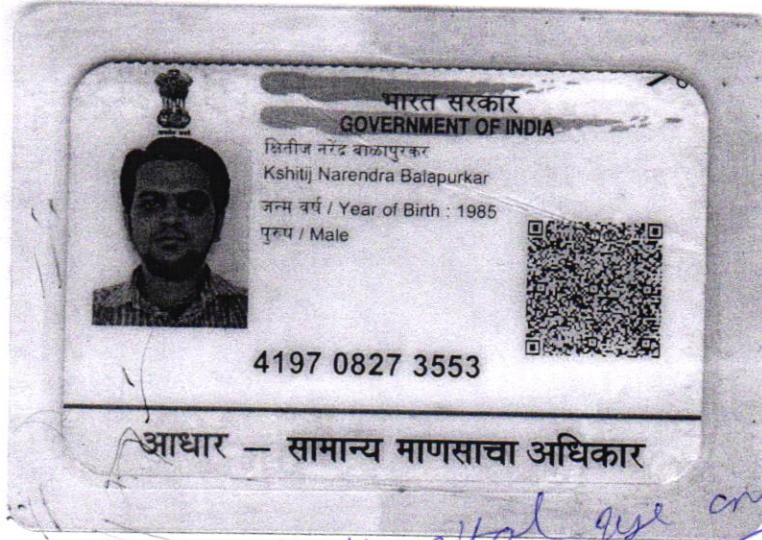 भारत सरकार
GOVERNMENT OF INDIA
क्षितीज नरेंद्र बाळापुरकर
Kshitij Narendra Balapurkar
जन्म वर्ष / Year of Birth : 1985
पुरुष / Male
4197 0827 3553
आधार – सामान्य माणसाचा अधिकार